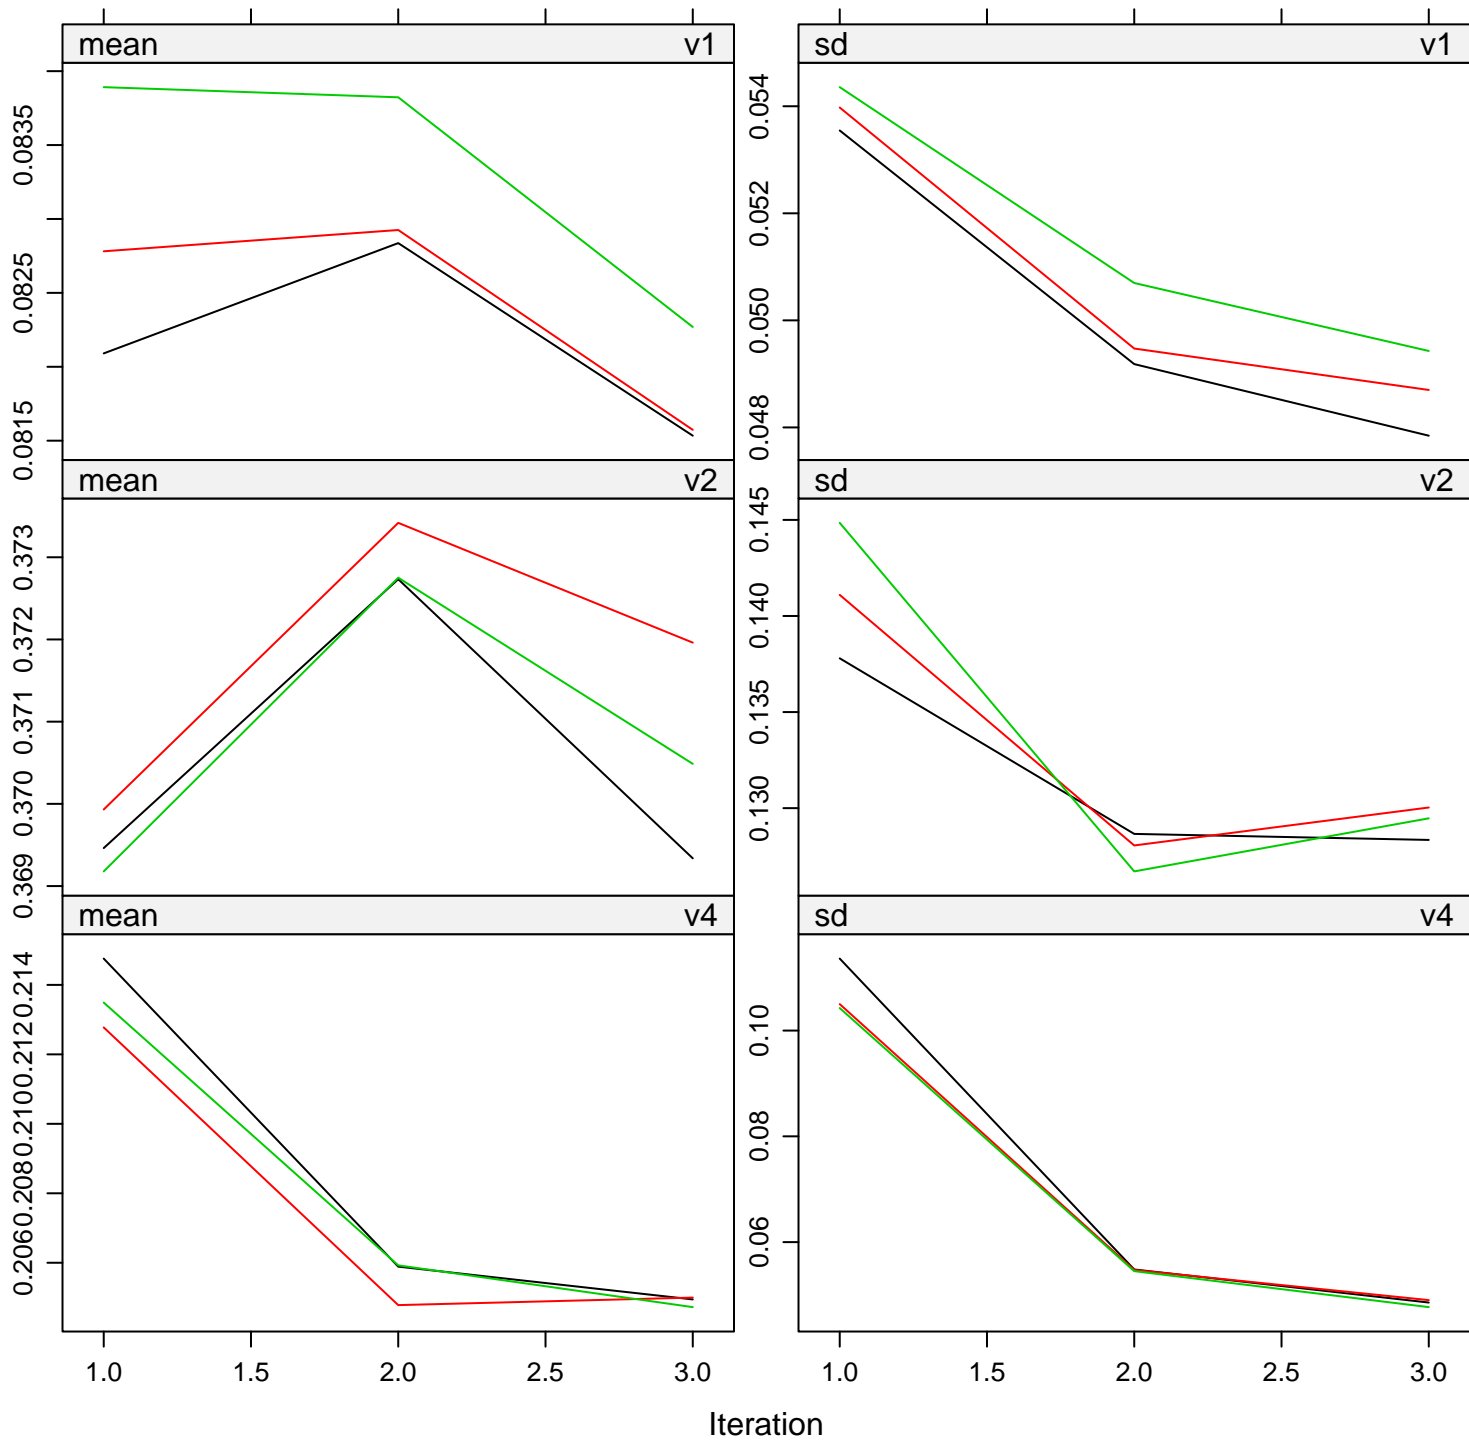 mean v1
sd v1
0.0815 0.0825 0.0835
0.048 0.050 0.052 0.054
mean v2
sd v2
0.369 0.370 0.371 0.372 0.373
0.130 0.135 0.140 0.145
mean v4
sd v4
0.206 0.208 0.210 0.212 0.214
0.06 0.08 0.10
1.0 1.5 2.0 2.5 3.0
1.0 1.5 2.0 2.5 3.0
Iteration